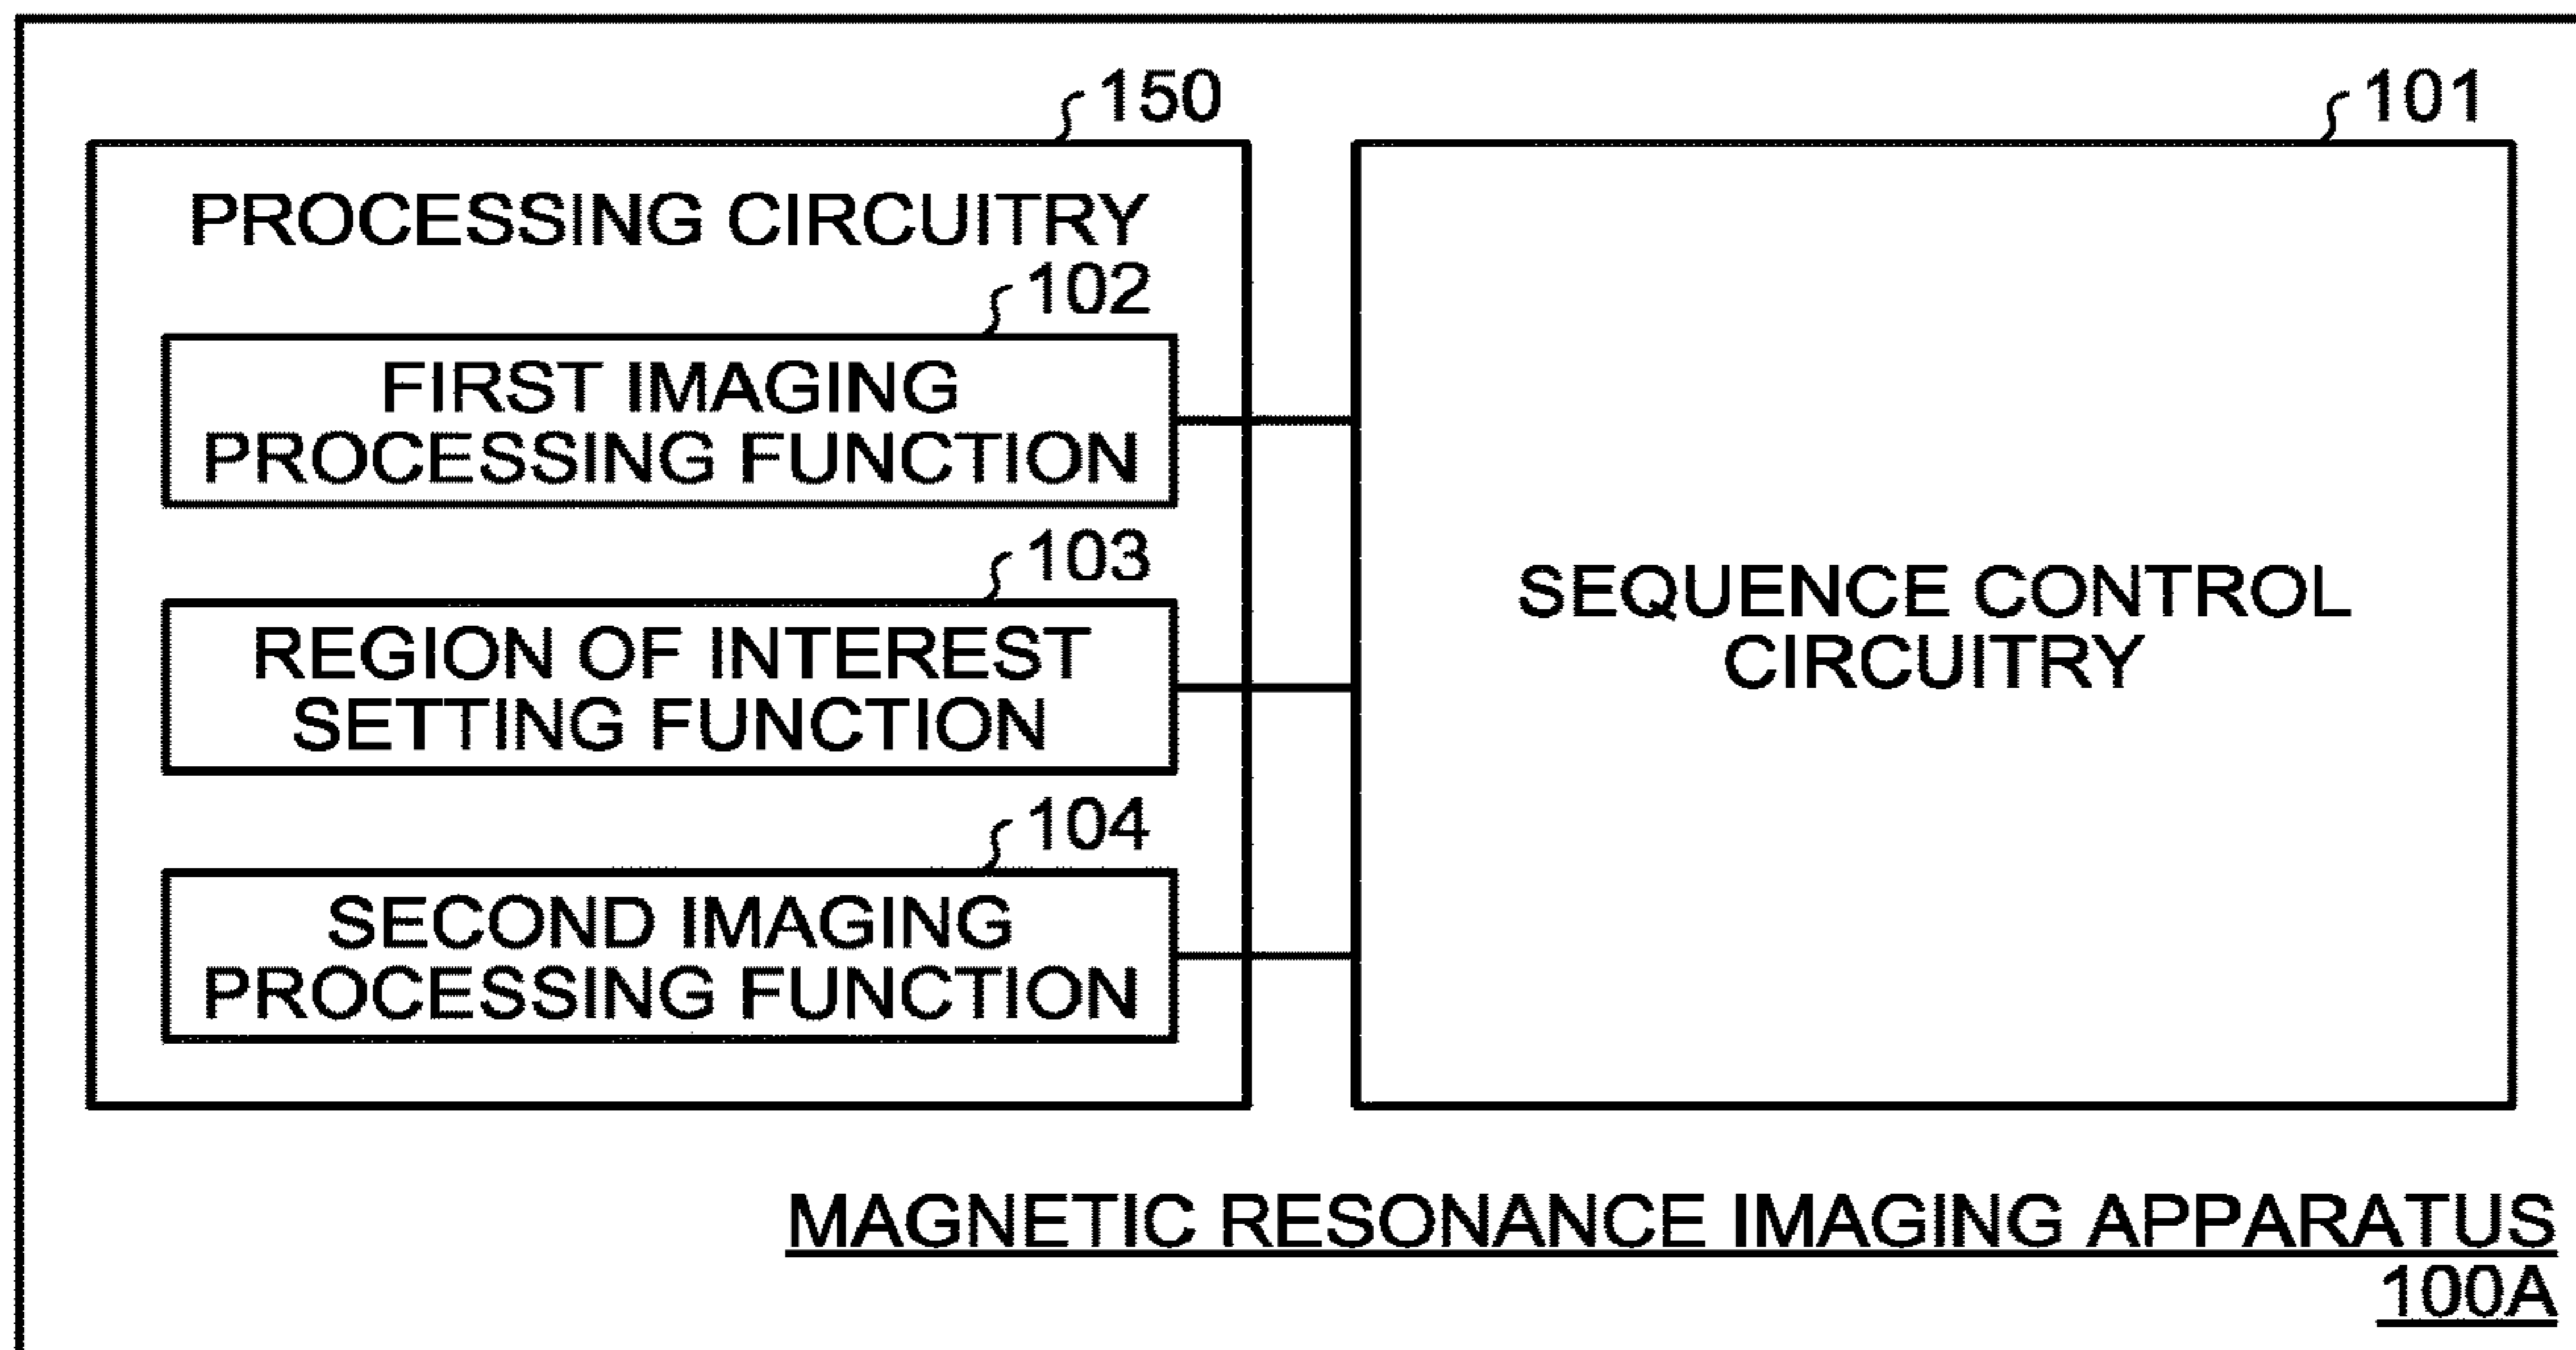 150
101
PROCESSING CIRCUITRY
102
FIRST IMAGING
PROCESSING FUNCTION
103
REGION OF INTEREST
SETTING FUNCTION
104
SECOND IMAGING
PROCESSING FUNCTION
SEQUENCE CONTROL
CIRCUITRY
MAGNETIC RESONANCE IMAGING APPARATUS
100A